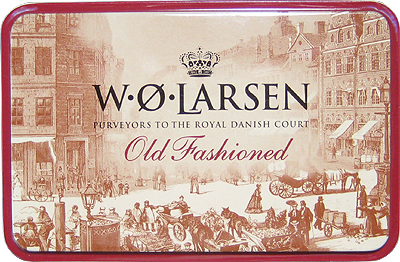 W·Ø·LARSEN
PURVEYORS TO THE ROYAL DANISH COURT
Old Fashioned